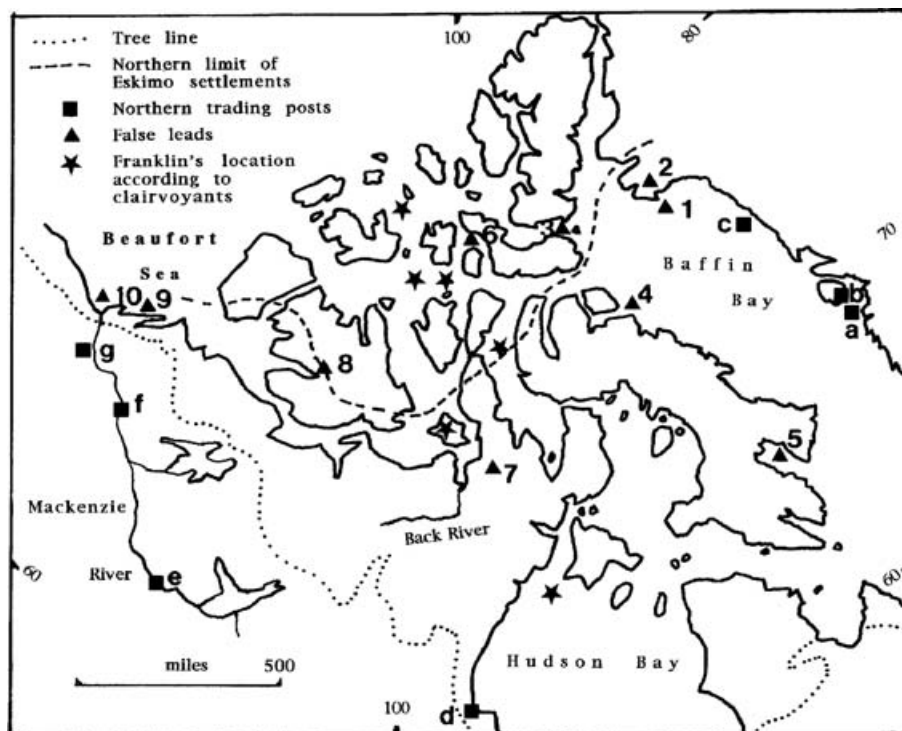 Tree line
Northern limit of
Eskimo settlements
Northern trading posts
False leads
Franklin's location
according to
clairvoyants
100
80
70
Beaufort
Sea
Baffin
Bay
1
2
3
4
5
6
7
8
9
10
a
b
c
d
e
f
g
Mackenzie
River
Back River
Hudson Bay
60
60
miles 500
100